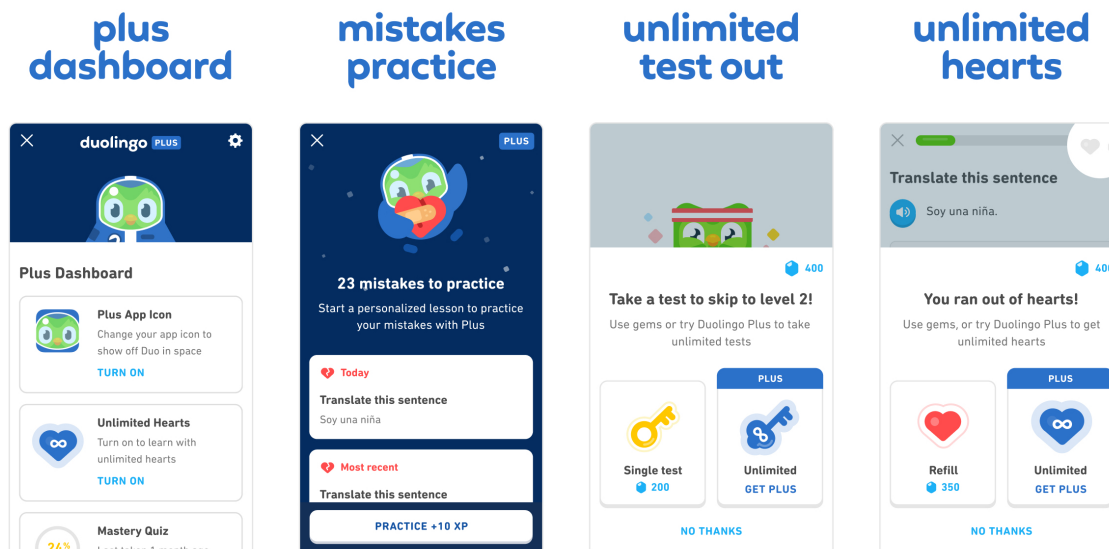 plus
dashboard
duolingo PLUS
Plus Dashboard
Plus App Icon
Change your app icon to
show off Duo in space
TURN ON
Unlimited Hearts
Turn on to learn with
unlimited hearts
TURN ON
Mastery Quiz
mistakes
practice
PLUS
23 mistakes to practice
Start a personalized lesson to practice
your mistakes with Plus
Today
Translate this sentence
Soy una niña
Most recent
Translate this sentence
PRACTICE +10 XP
unlimited
test out
400
Take a test to skip to level 2!
Use gems or try Duolingo Plus to take
unlimited tests
Single test
200
PLUS
Unlimited
GET PLUS
NO THANKS
unlimited
hearts
Translate this sentence
Soy una niña.
400
You ran out of hearts!
Use gems, or try Duolingo Plus to get
unlimited hearts
Refill
350
PLUS
Unlimited
GET PLUS
NO THANKS